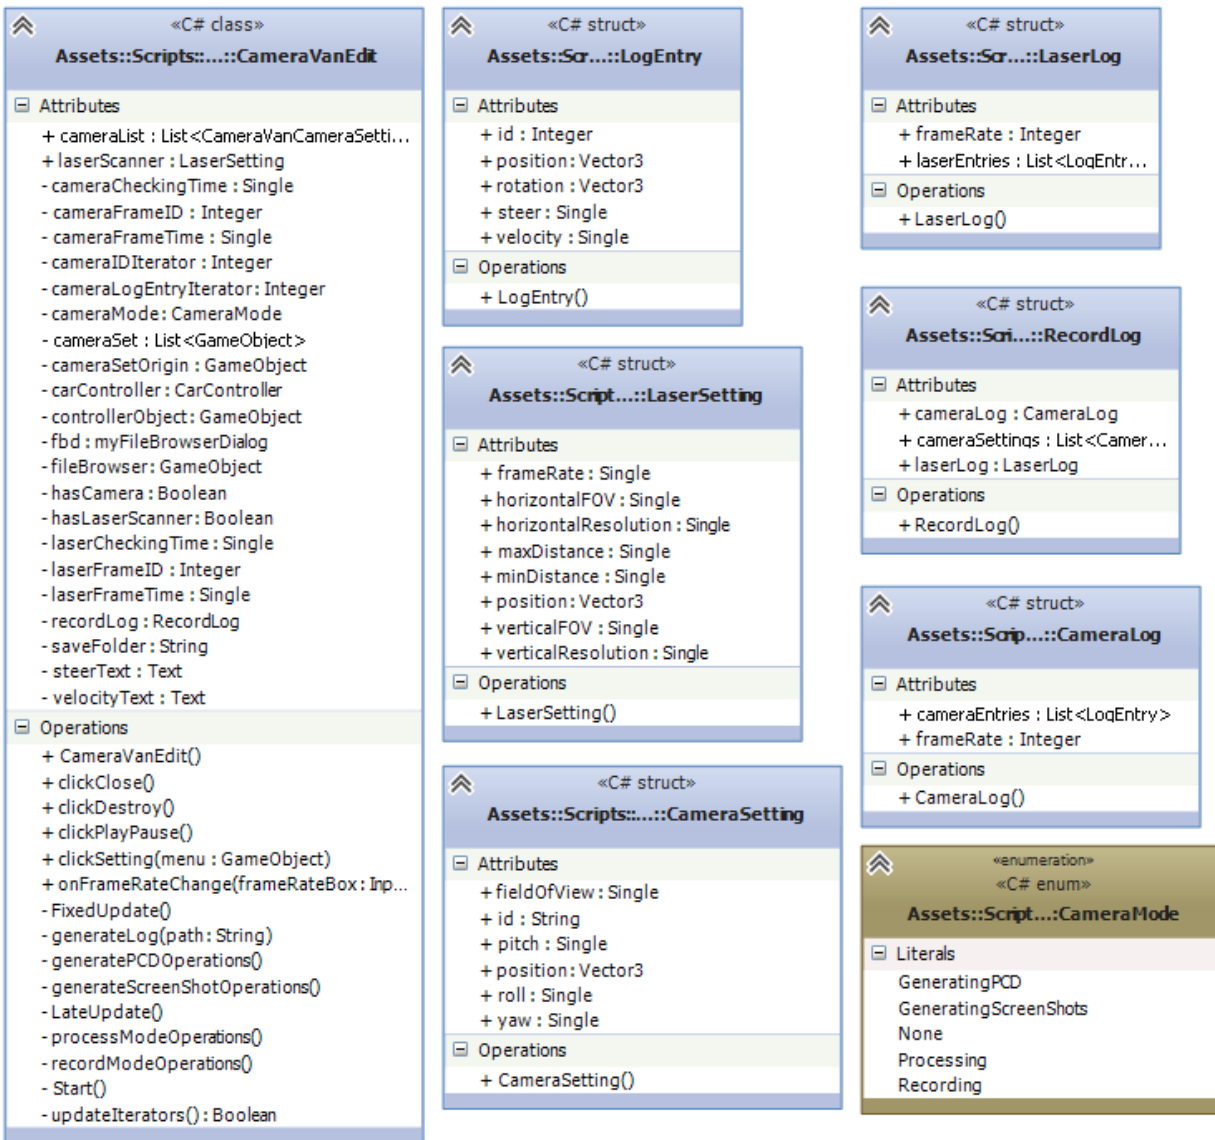 «C# class»
Assets::Scripts::...::CameraVanEdit
Attributes
+ cameraList : List<CameraVanCameraSetti...
+ laserScanner : LaserSetting
- cameraCheckingTime : Single
- cameraFrameID : Integer
- cameraFrameTime : Single
- cameraIDIterator : Integer
- cameraLogEntryIterator : Integer
- cameraMode : CameraMode
- cameraSet : List<GameObject>
- cameraSetOrigin : GameObject
- carController : CarController
- controllerObject : GameObject
- fbd : myFileBrowserDialog
- fileBrowser : GameObject
- hasCamera : Boolean
- hasLaserScanner : Boolean
- laserCheckingTime : Single
- laserFrameID : Integer
- laserFrameTime : Single
- recordLog : RecordLog
- saveFolder : String
- steerText : Text
- velocityText : Text
Operations
+ CameraVanEdit()
+ clickClose()
+ clickDestroy()
+ clickPlayPause()
+ clickSetting(menu : GameObject)
+ onFrameRateChange(frameRateBox : Inp...
- FixedUpdate()
- generateLog(path : String)
- generatePCDOperations()
- generateScreenShotOperations()
- LateUpdate()
- processModeOperations()
- recordModeOperations()
- Start()
- updateIterators() : Boolean
«C# struct»
Assets::Scr...::LogEntry
Attributes
+ id : Integer
+ position : Vector3
+ rotation : Vector3
+ steer : Single
+ velocity : Single
Operations
+ LogEntry()
«C# struct»
Assets::Script...::LaserSetting
Attributes
+ frameRate : Single
+ horizontalFOV : Single
+ horizontalResolution : Single
+ maxDistance : Single
+ minDistance : Single
+ position : Vector3
+ verticalFOV : Single
+ verticalResolution : Single
Operations
+ LaserSetting()
«C# struct»
Assets::Scripts::...::CameraSetting
Attributes
+ fieldOfView : Single
+ id : String
+ pitch : Single
+ position : Vector3
+ roll : Single
+ yaw : Single
Operations
+ CameraSetting()
«C# struct»
Assets::Scr...::LaserLog
Attributes
+ frameRate : Integer
+ laserEntries : List<LogEntr...
Operations
+ LaserLog()
«C# struct»
Assets::Scri...::RecordLog
Attributes
+ cameraLog : CameraLog
+ cameraSettings : List<Camer...
+ laserLog : LaserLog
Operations
+ RecordLog()
«C# struct»
Assets::Scrip...::CameraLog
Attributes
+ cameraEntries : List<LogEntry>
+ frameRate : Integer
Operations
+ CameraLog()
«enumeration»
«C# enum»
Assets::Script...:CameraMode
Literals
GeneratingPCD
GeneratingScreenShots
None
Processing
Recording